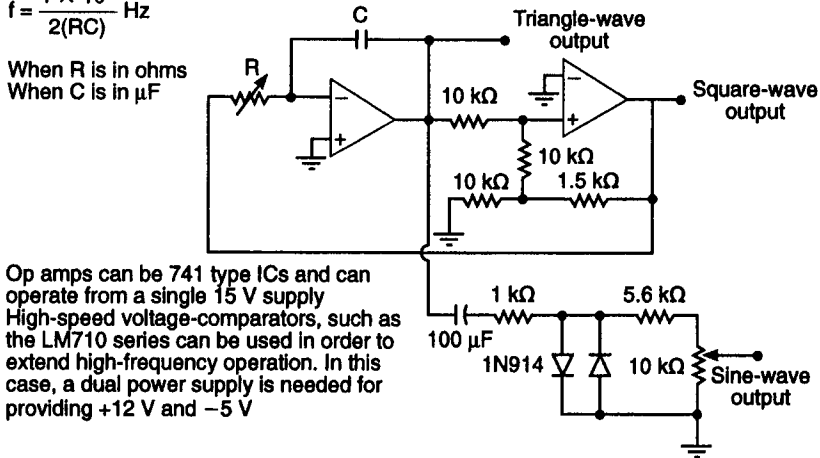 f = 2(RC) Hz
When R is in ohms
When C is in µF
C
Triangle-wave
output
R
10 kΩ
Square-wave
output
−
+
−
+
10 kΩ
10 kΩ
1.5 kΩ
Op amps can be 741 type ICs and can
operate from a single 15 V supply
High-speed voltage-comparators, such as
the LM710 series can be used in order to
extend high-frequency operation. In this
case, a dual power supply is needed for
providing +12 V and −5 V
1 kΩ
5.6 kΩ
100 µF
1N914
10 kΩ
Sine-wave
output